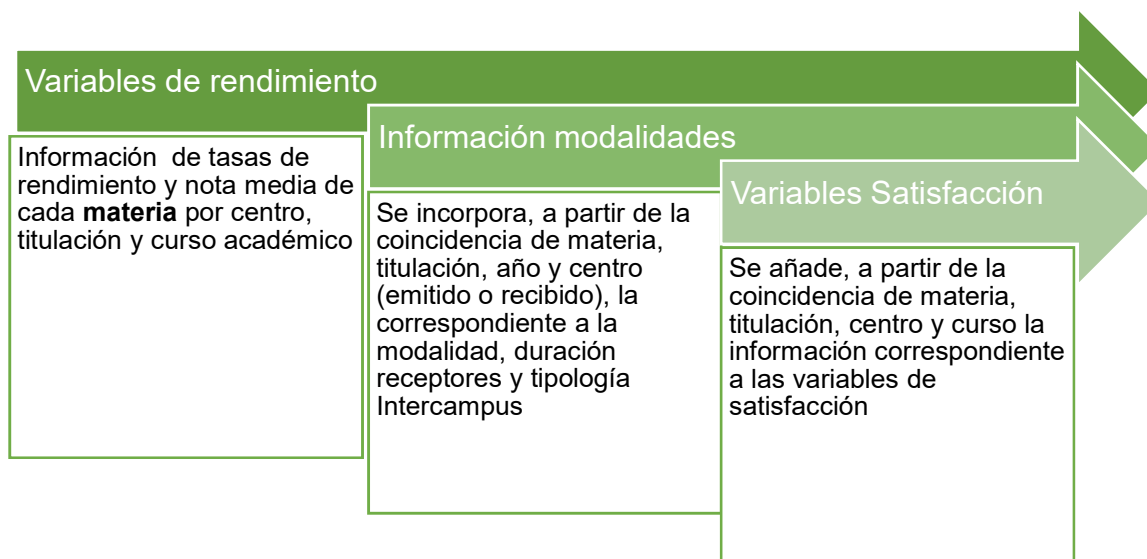 Variables de rendimiento
Información de tasas de
rendimiento y nota media de
cada materia por centro,
titulación y curso académico
Información modalidades
Se incorpora, a partir de la
coincidencia de materia,
titulación, año y centro
(emitido o recibido), la
correspondiente a la
modalidad, duración
receptores y tipología
Intercampus
Variables Satisfacción
Se añade, a partir de la
coincidencia de materia,
titulación, centro y curso la
información correspondiente
a las variables de
satisfacción